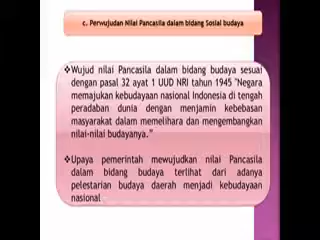 c. Perwujudan Nilai Pancasila dalam bidang Sosial budaya
❖Wujud nilai Pancasila dalam bidang budaya sesuai
dengan pasal 32 ayat 1 UUD NRI tahun 1945 "Negara
memajukan kebudayaan nasional Indonesia di tengah
peradaban dunia dengan menjamin kebebasan
masyarakat dalam memelihara dan mengembangkan
nilai-nilai budayanya."
❖Upaya pemerintah mewujudkan nilai Pancasila
dalam bidang budaya terlihat dari adanya
pelestarian budaya daerah menjadi kebudayaan
nasional